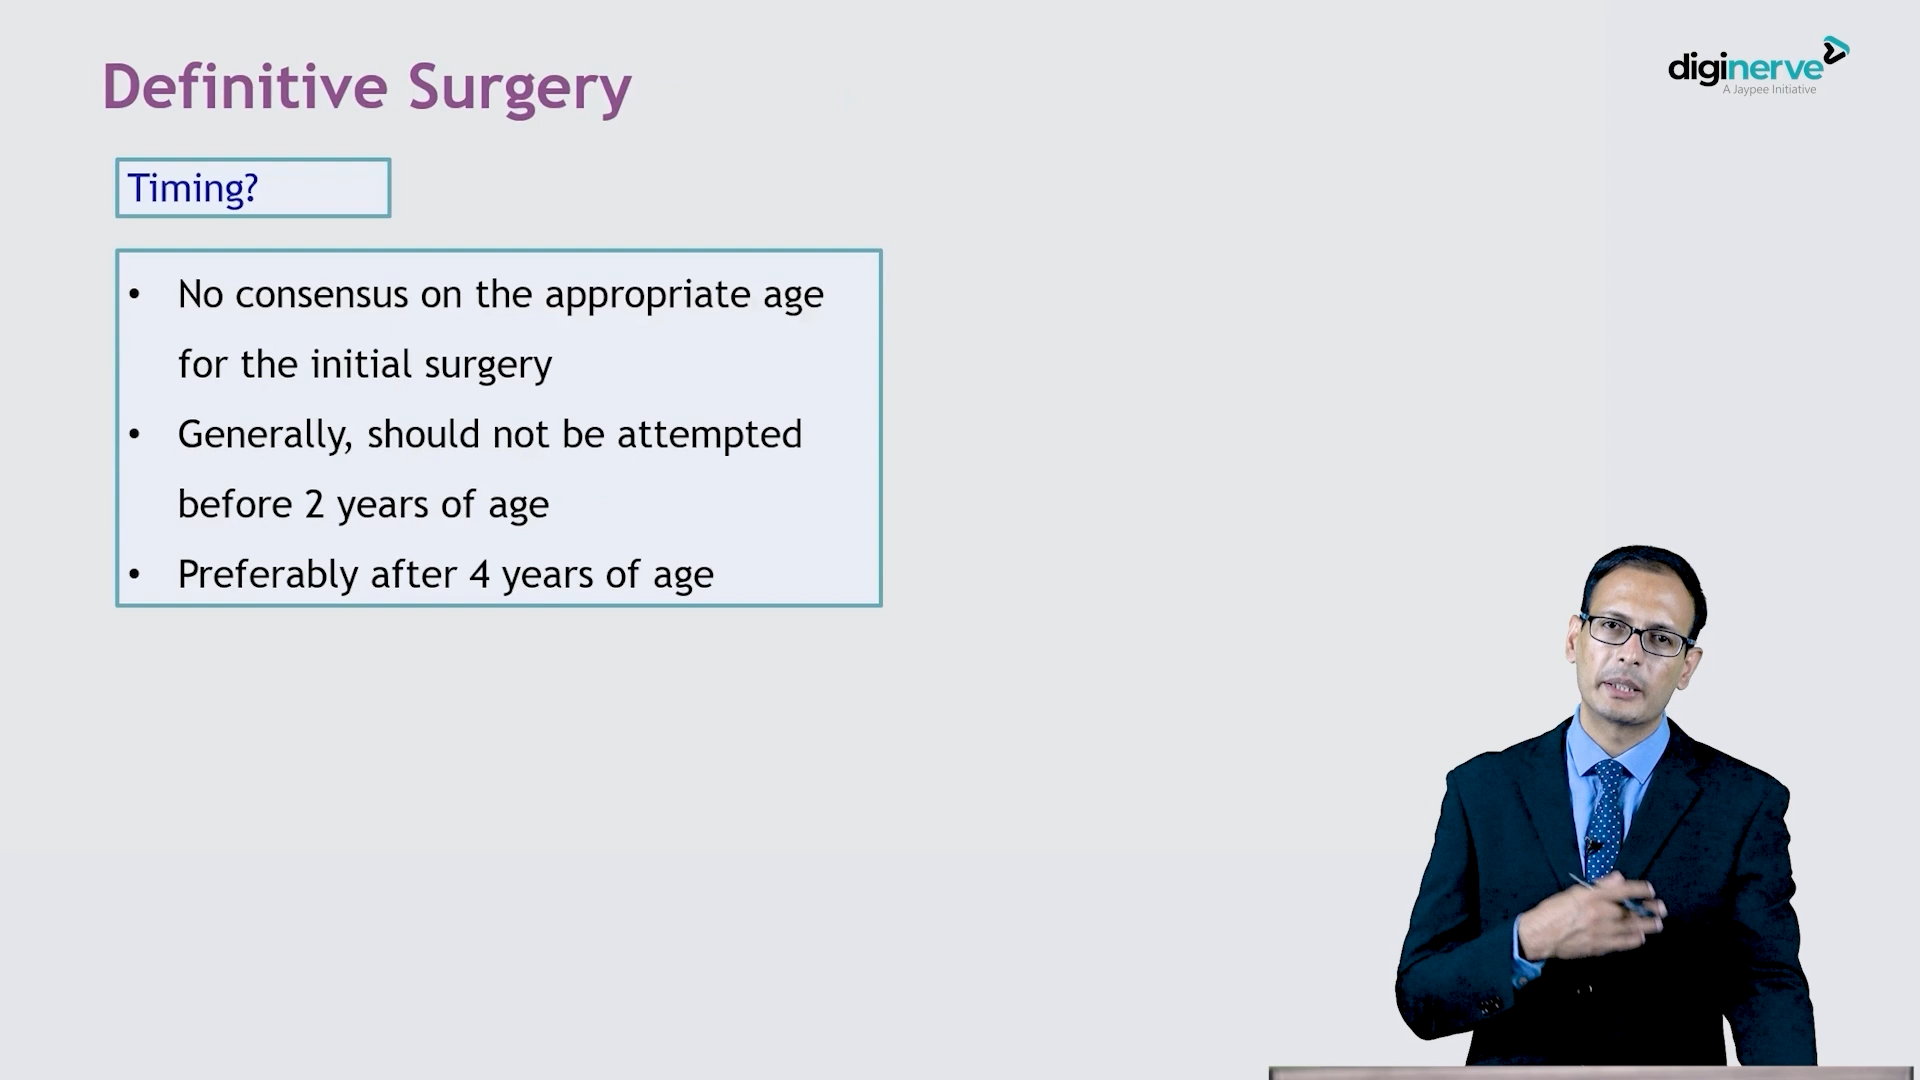 Definitive Surgery
diginerve
A Jaypee Initiative
Timing?
• No consensus on the appropriate age
for the initial surgery
• Generally, should not be attempted
before 2 years of age
• Preferably after 4 years of age